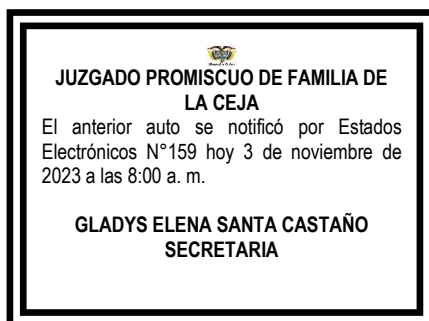 JUZGADO PROMISCUO DE FAMILIA DE
LA CEJA
El anterior auto se notificó por Estados
Electrónicos N°159 hoy 3 de noviembre de
2023 a las 8:00 a. m.
GLADYS ELENA SANTA CASTAÑO
SECRETARIA